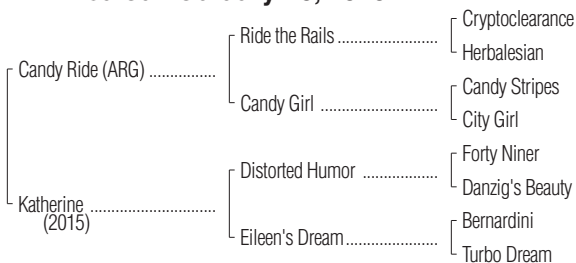 Cryptoclearance
Ride the Rails ......................
Herbalesian
Candy Ride (ARG) ...............
Candy Stripes
Candy Girl ..........................
City Girl
Forty Niner
Distorted Humor .................
Danzig's Beauty
Katherine ............................
(2015)
Bernardini
Eileen's Dream.....................
Turbo Dream